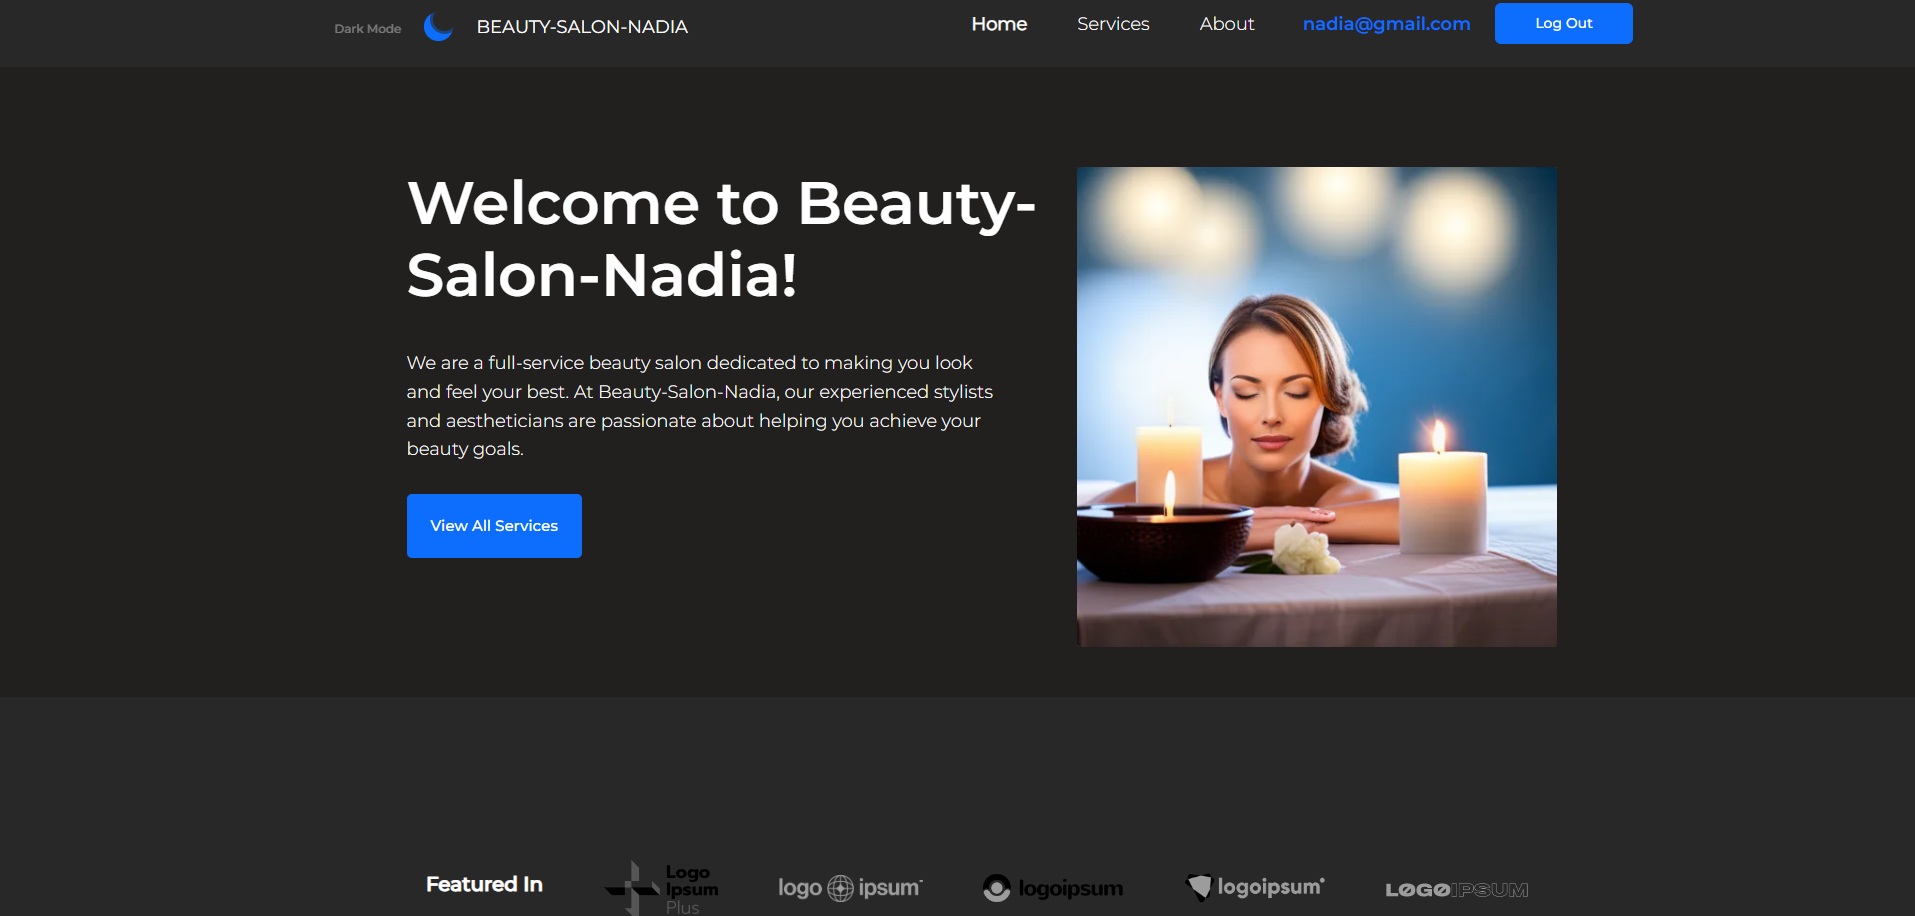 Dark Mode
BEAUTY-SALON-NADIA
Home
Services
About
nadia@gmail.com
Log Out
Welcome to Beauty-
Salon-Nadia!
We are a full-service beauty salon dedicated to making you look
and feel your best. At Beauty-Salon-Nadia, our experienced stylists
and aestheticians are passionate about helping you achieve your
beauty goals.
View All Services
Featured In
Logo
Ipsum
Plus
logo ipsum
logoipsum
logoipsum
LOGOIPSUM